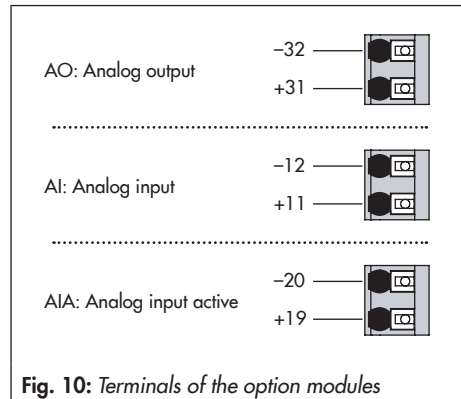 –32
AO: Analog output
+31
–12
AI: Analog input
+11
–20
AIA: Analog input active
+19
Fig. 10: Terminals of the option modules